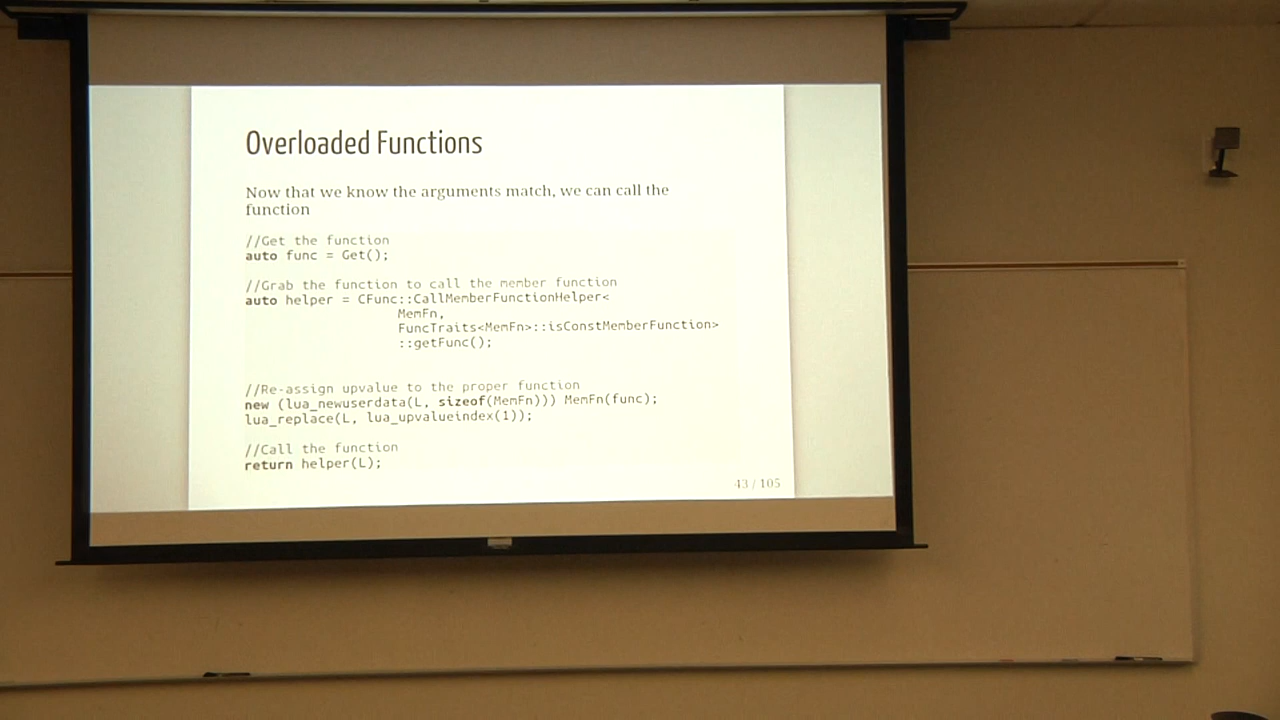 Overloaded Functions
Now that we know the arguments match, we can call the
function
//Get the function
auto func = Get();
//Grab the function to call the member function
auto helper = CFunc::CallMemberFunctionHelper<
MemFn,
FuncTraits<MemFn>::isConstMemberFunction>
::getFunc();
//Re-assign upvalue to the proper function
new (lua_newuserdata(L, sizeof(MemFn))) MemFn(func);
lua_replace(L, lua_upvalueindex(1));
//Call the function
return helper(L);
43 / 105